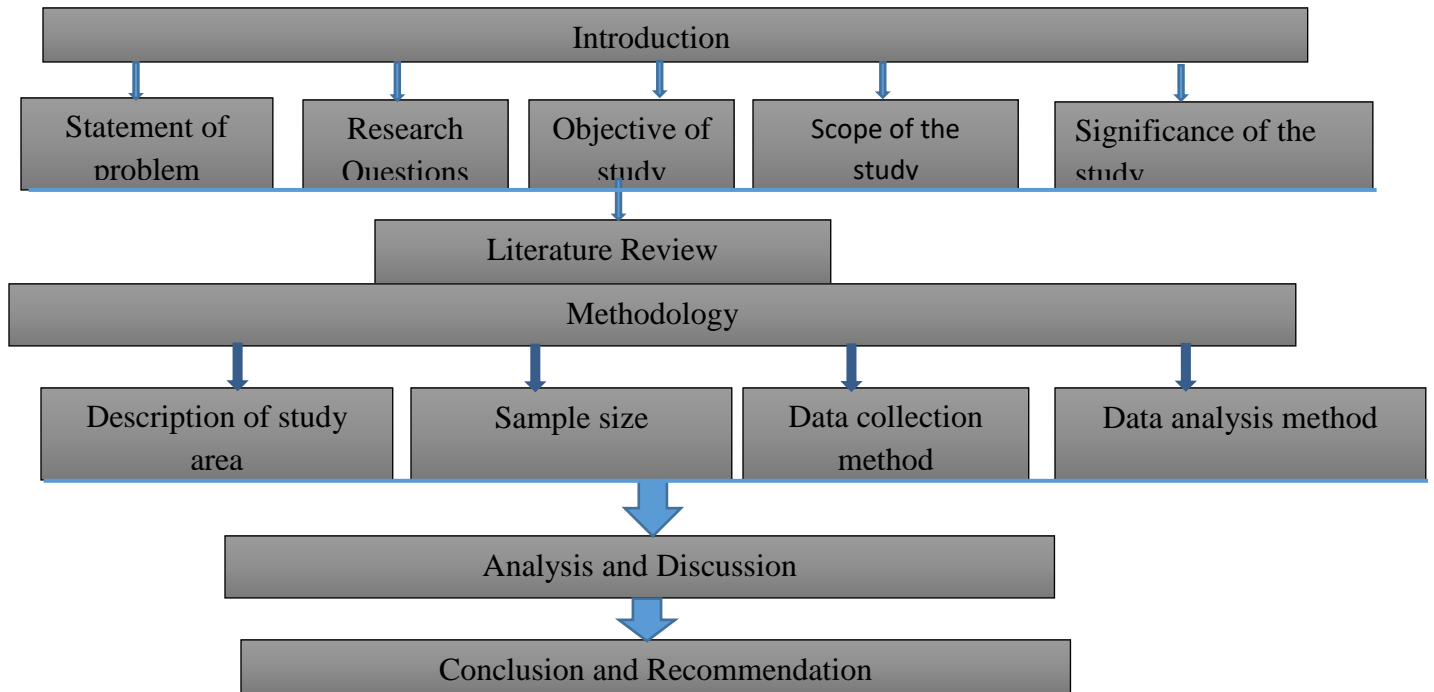 Introduction
Statement of
problem
Research
Questions
Objective of
study
Scope of the
study
Significance of the
study
Literature Review
Methodology
Description of study
area
Sample size
Data collection
method
Data analysis method
Analysis and Discussion
Conclusion and Recommendation